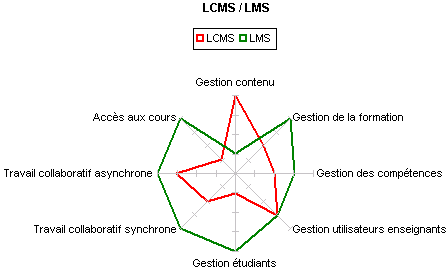 LCMS / LMS
LCMS LMS
Gestion contenu
Accès aux cours
Gestion de la formation
Travail collaboratif asynchrone
Gestion des compétences
Travail collaboratif synchrone
Gestion utilisateurs enseignants
Gestion étudiants